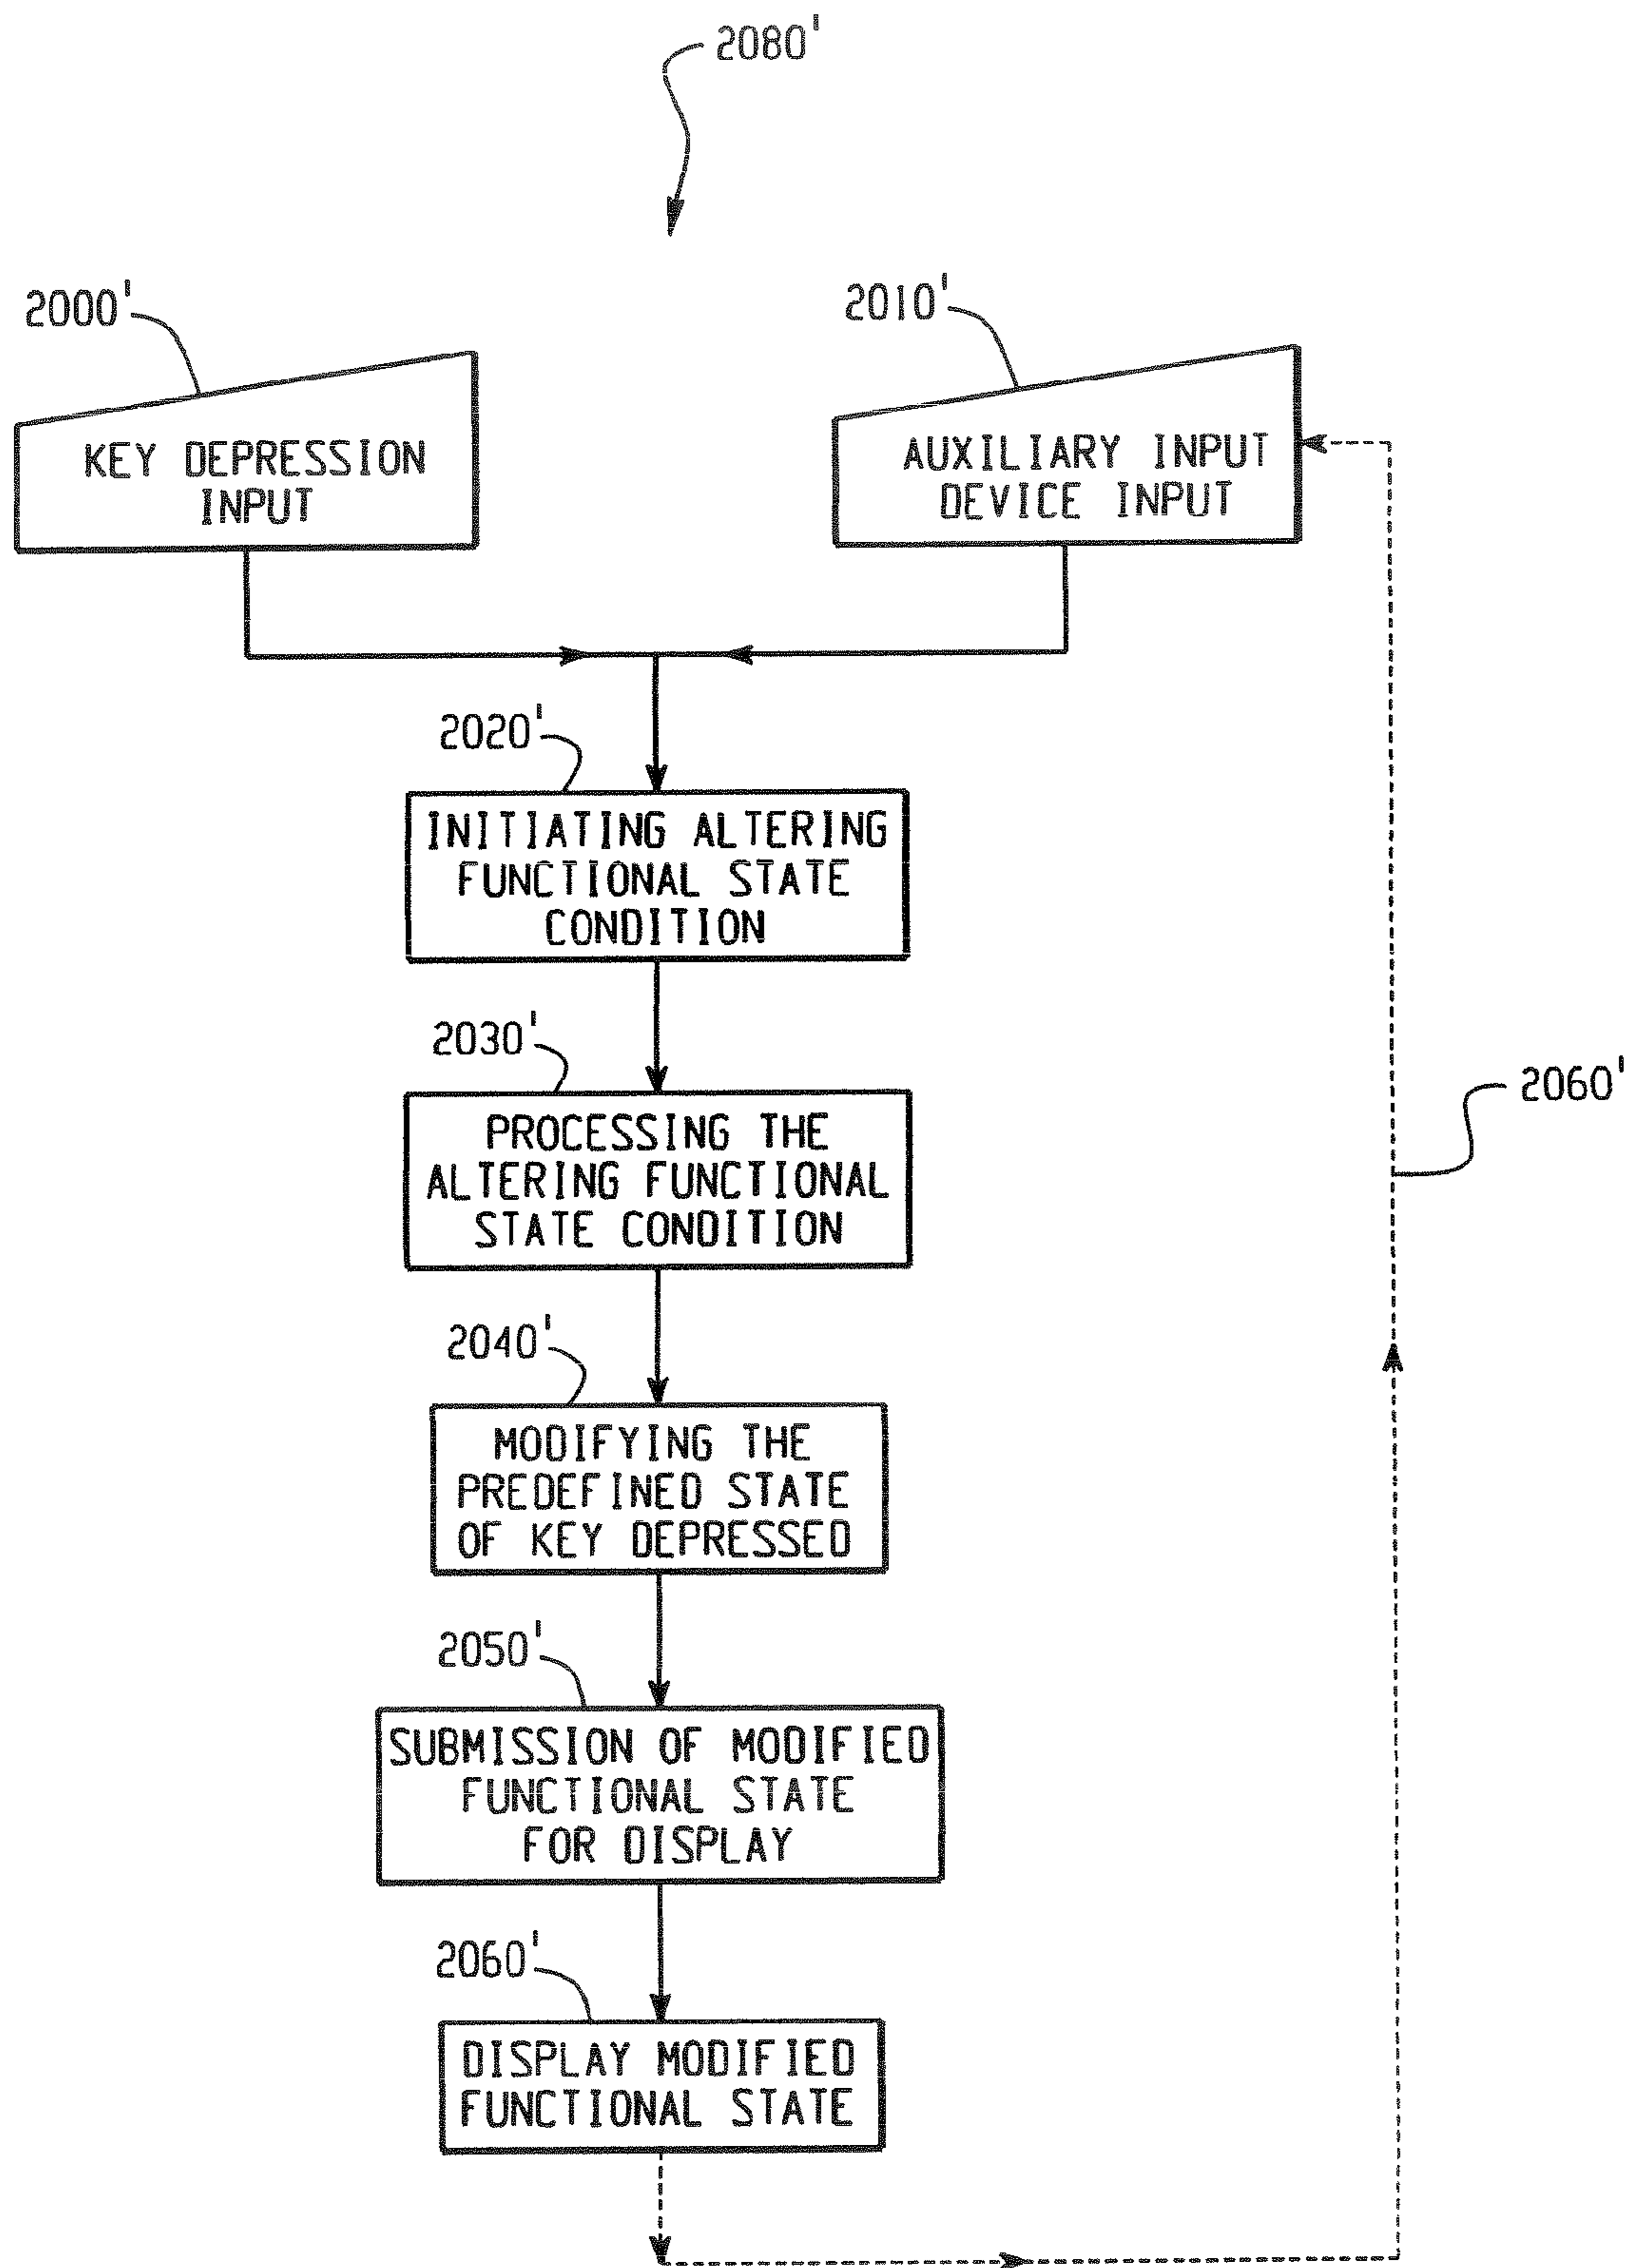 2080'
2000'
2010'
KEY DEPRESSION
INPUT
AUXILIARY INPUT
DEVICE INPUT
2020'
INITIATING ALTERING
FUNCTIONAL STATE
CONDITION
2030'
2060'
PROCESSING THE
ALTERING FUNCTIONAL
STATE CONDITION
2040'
MODIFYING THE
PREDEFINED STATE
OF KEY DEPRESSED
2050'
SUBMISSION OF MODIFIED
FUNCTIONAL STATE
FOR DISPLAY
2060'
DISPLAY MODIFIED
FUNCTIONAL STATE